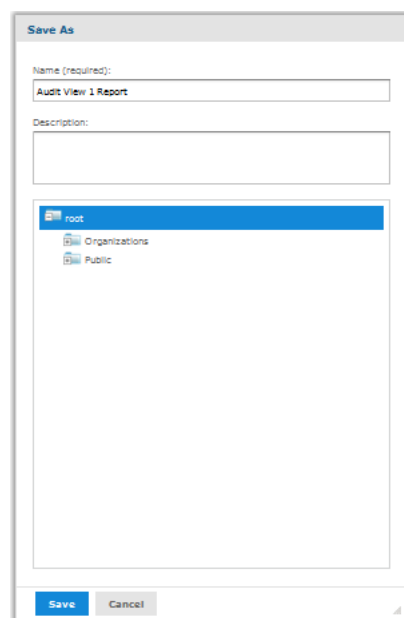 Save As
Name (required):
Audit View 1 Report
Description:
root
Organizations
Public
Save Cancel